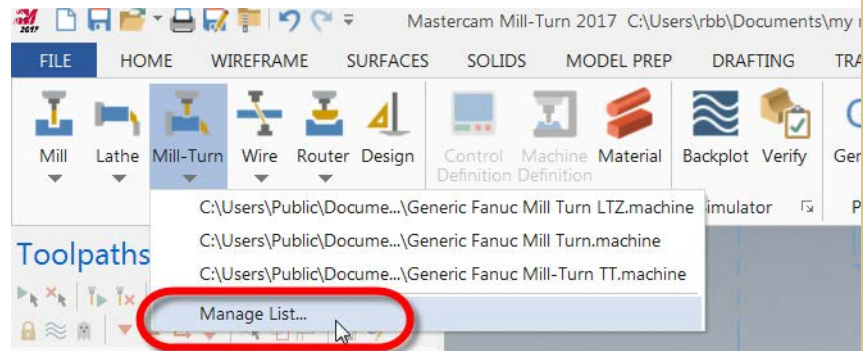 2017
Mastercam Mill-Turn 2017 C:\Users\rbb\Documents\my
FILE HOME WIREFRAME SURFACES SOLIDS MODEL PREP DRAFTING TRA
Mill Lathe Mill-Turn Wire Router Design Control Definition Machine Definition Material Backplot Verify Ger
C:\Users\Public\Docume...\Generic Fanuc Mill Turn LTZ.machine imulator P
C:\Users\Public\Docume...\Generic Fanuc Mill Turn.machine
Toolpaths
C:\Users\Public\Docume...\Generic Fanuc Mill-Turn TT.machine
Manage List...